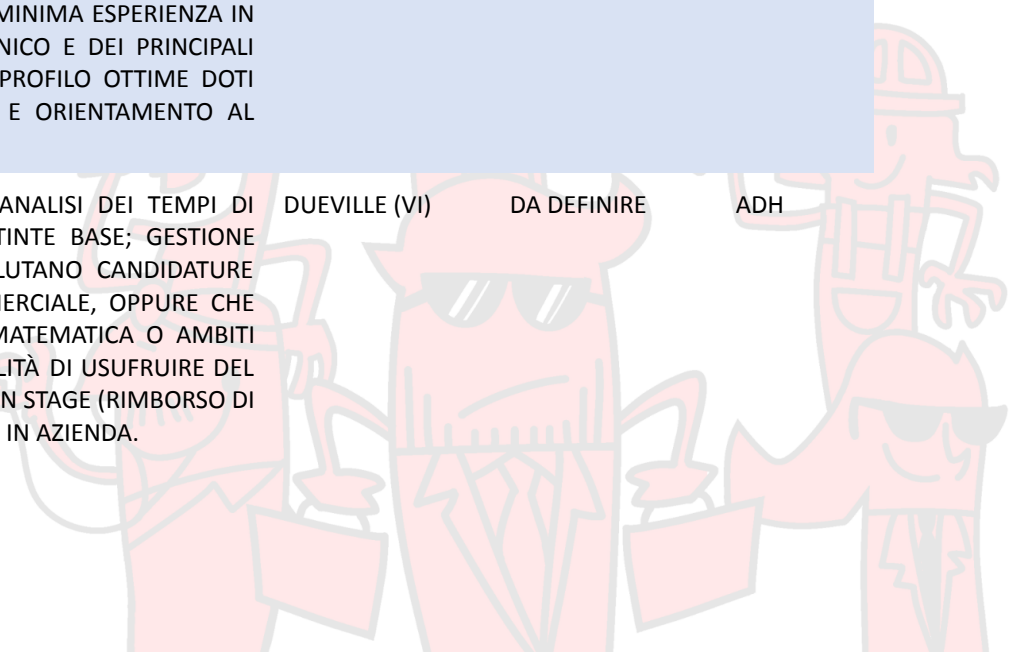 MINIMA ESPERIENZA IN
NICO E DEI PRINCIPALI
PROFILO OTTIME DOTI
E ORIENTAMENTO AL
ANALISI DEI TEMPI DI DUEVILLE (VI) DA DEFINIRE ADH
TINTE BASE; GESTIONE
LUTANO CANDIDATURE
MERCIALE, OPPURE CHE
MATEMATICA O AMBITI
LITÀ DI USUFRUIRE DEL
IN STAGE (RIMBORSO DI
IN AZIENDA.